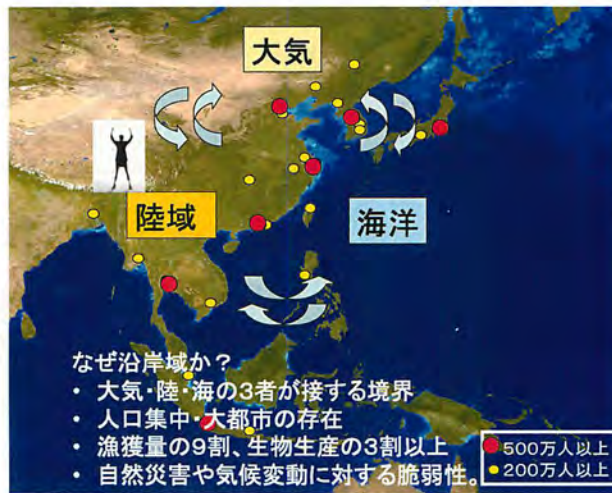 大気
陸域
海洋
なぜ沿岸域か？
・ 大気・陸・海の3者が接する境界
・ 人口集中・大都市の存在
・ 漁獲量の9割、生物生産の3割以上
・ 自然災害や気候変動に対する脆弱性。
500万人以上
200万人以上